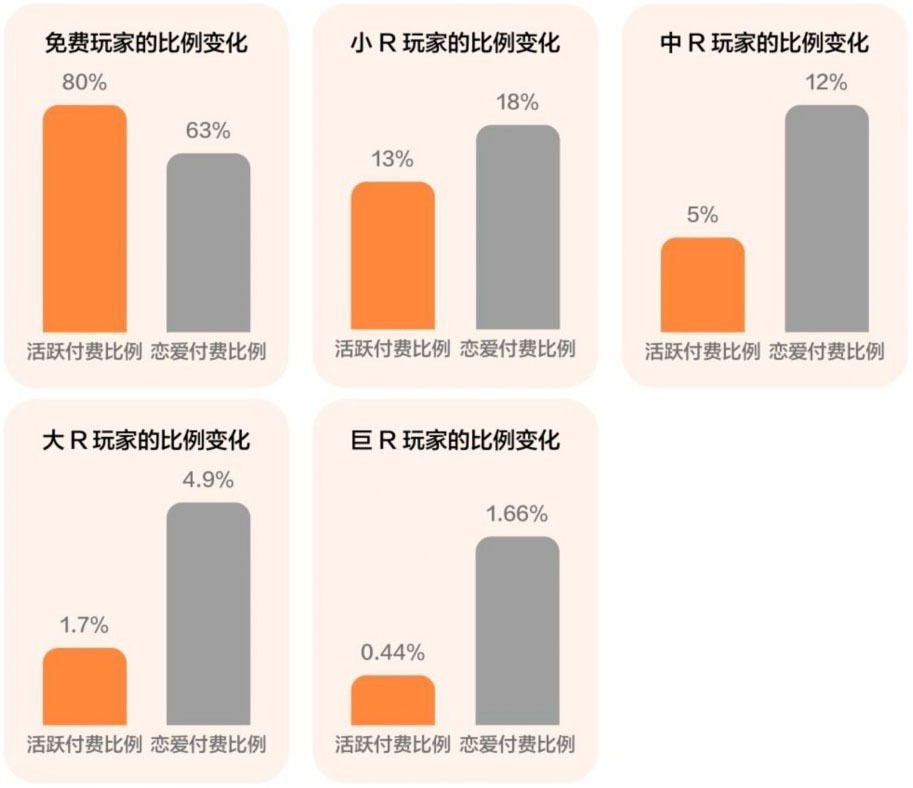 免费玩家的比例变化
80%
63%
活跃付费比例 恋爱付费比例
小 R 玩家的比例变化
18%
13%
活跃付费比例 恋爱付费比例
中 R 玩家的比例变化
12%
5%
活跃付费比例 恋爱付费比例
大 R 玩家的比例变化
4.9%
1.7%
活跃付费比例 恋爱付费比例
巨 R 玩家的比例变化
1.66%
0.44%
活跃付费比例 恋爱付费比例